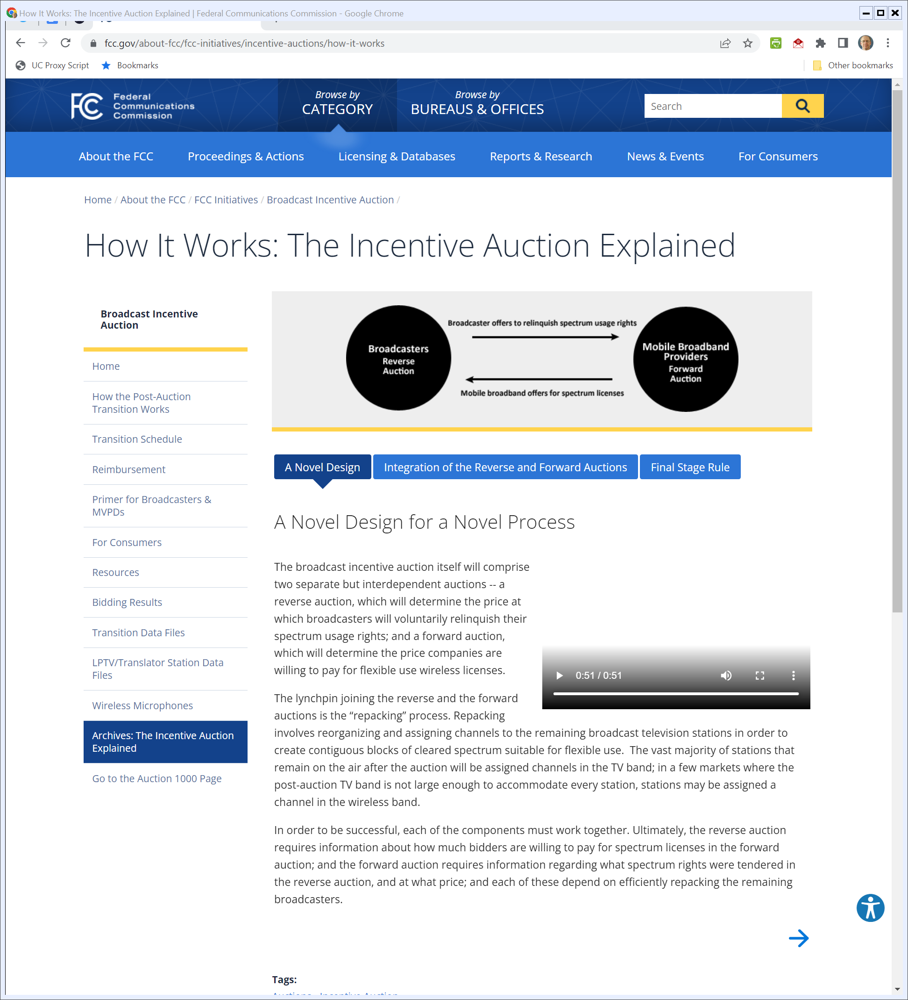 How It Works: The Incentive Auction Explained | Federal Communications Commission - Google Chrome
fcc.gov/about-fcc/fcc-initiatives/incentive-auctions/how-it-works
UC Proxy Script
Bookmarks
Other bookmarks
FCC
Federal
Communications
Commission
Browse by
CATEGORY
Browse by
BUREAUS & OFFICES
Search
About the FCC
Proceedings & Actions
Licensing & Databases
Reports & Research
News & Events
For Consumers
Home / About the FCC / FCC Initiatives / Broadcast Incentive Auction /
How It Works: The Incentive Auction Explained
Broadcast Incentive
Auction
Home
How the Post-Auction
Transition Works
Transition Schedule
Reimbursement
Primer for Broadcasters &
MVPDs
For Consumers
Resources
Bidding Results
Transition Data Files
LPTV/Translator Station Data
Files
Wireless Microphones
Archives: The Incentive Auction
Explained
Go to the Auction 1000 Page
Broadcasters
Reverse
Auction
Broadcaster offers to relinquish spectrum usage rights
Mobile broadband offers for spectrum licenses
Mobile Broadband
Providers
Forward
Auction
A Novel Design
Integration of the Reverse and Forward Auctions
Final Stage Rule
A Novel Design for a Novel Process
The broadcast incentive auction itself will comprise
two separate but interdependent auctions -- a
reverse auction, which will determine the price at
which broadcasters will voluntarily relinquish their
spectrum usage rights; and a forward auction,
which will determine the price companies are
willing to pay for flexible use wireless licenses.
0:51 / 0:51
The lynchpin joining the reverse and the forward
auctions is the “repacking” process. Repacking
involves reorganizing and assigning channels to the remaining broadcast television stations in order to
create contiguous blocks of cleared spectrum suitable for flexible use.  The vast majority of stations that
remain on the air after the auction will be assigned channels in the TV band; in a few markets where the
post-auction TV band is not large enough to accommodate every station, stations may be assigned a
channel in the wireless band.
In order to be successful, each of the components must work together. Ultimately, the reverse auction
requires information about how much bidders are willing to pay for spectrum licenses in the forward
auction; and the forward auction requires information regarding what spectrum rights were tendered in
the reverse auction, and at what price; and each of these depend on efficiently repacking the remaining
broadcasters.
Tags:
Auctions - Incentive Auction